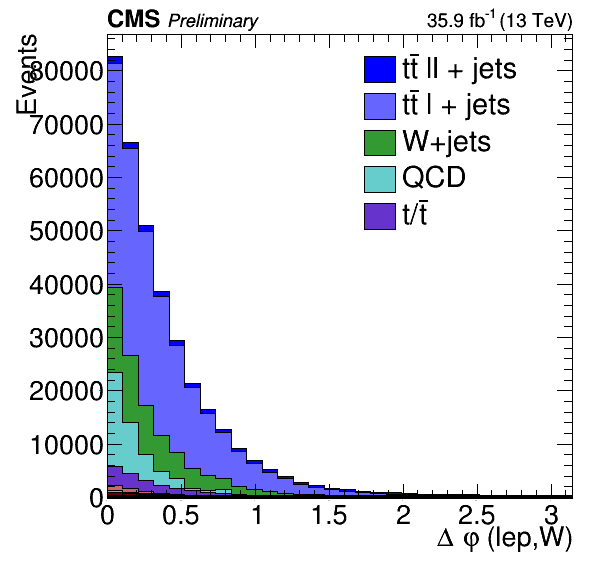 CMS Preliminary 35.9 fb⁻¹ (13 TeV)
Events
80000
70000
60000
50000
40000
30000
20000
10000
0
tt̄ ll + jets
tt̄ l + jets
W+jets
QCD
t/t̄
0 0.5 1 1.5 2 2.5 3
Δ φ (lep,W)